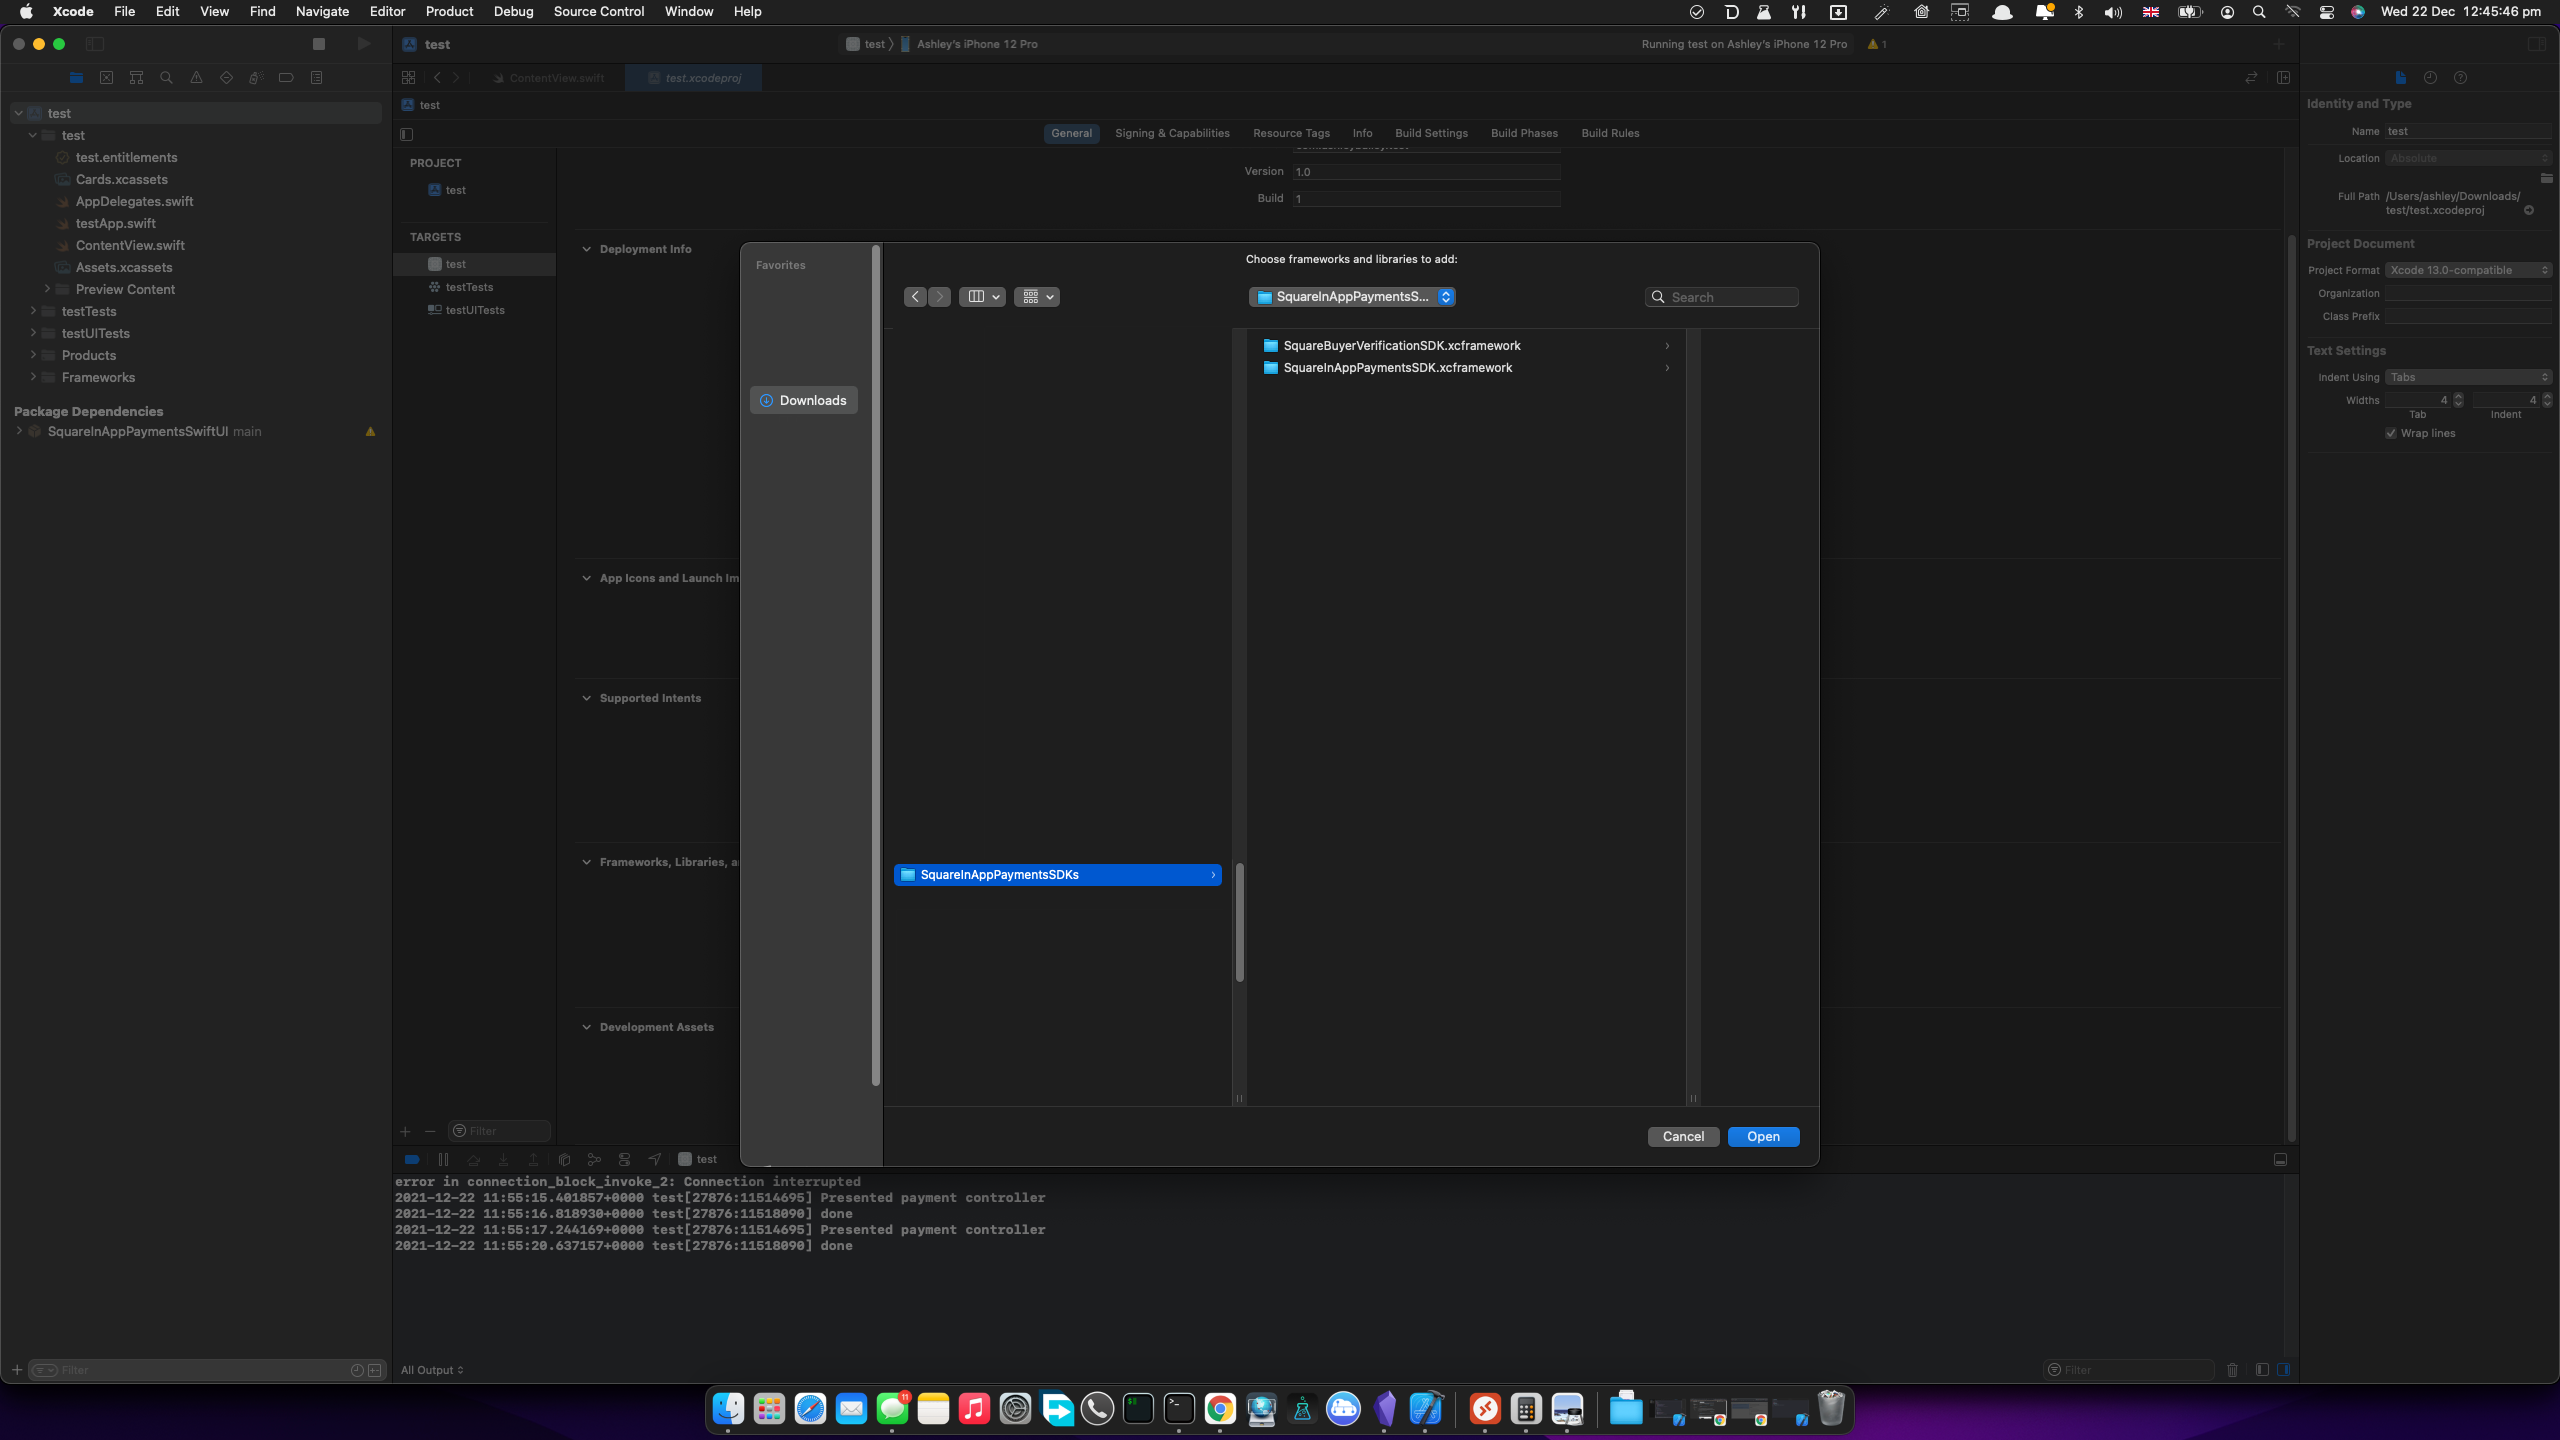 Xcode File Edit View Find Navigate Editor Product Debug Source Control Window Help
Wed 22 Dec 12:45:46 pm
test
test 〉 Ashley's iPhone 12 Pro
Running test on Ashley's iPhone 12 Pro
1
ContentView.swift
test.xcodeproj
test
test
test
test.entitlements
Cards.xcassets
AppDelegates.swift
testApp.swift
ContentView.swift
Assets.xcassets
Preview Content
testTests
testUITests
Products
Frameworks
Package Dependencies
SquareInAppPaymentsSwiftUI main
Filter
General Signing & Capabilities Resource Tags Info Build Settings Build Phases Build Rules
PROJECT
test
TARGETS
test
testTests
testUITests
Filter
Version 1.0
Build 1
Deployment Info
App Icons and Launch Im
Supported Intents
Frameworks, Libraries, a
Development Assets
Favorites
Downloads
Choose frameworks and libraries to add:
SquareInAppPaymentsS...
Search
SquareInAppPaymentsSDKs
SquareBuyerVerificationSDK.xcframework
SquareInAppPaymentsSDK.xcframework
Cancel Open
Identity and Type
Name test
Location Absolute
Full Path /Users/ashley/Downloads/
test/test.xcodeproj
Project Document
Project Format Xcode 13.0-compatible
Organization
Class Prefix
Text Settings
Indent Using Tabs
Widths 4 4
Tab Indent
Wrap lines
test
error in connection_block_invoke_2: Connection interrupted
2021-12-22 11:55:15.401857+0000 test[27876:11514695] Presented payment controller
2021-12-22 11:55:16.818930+0000 test[27876:11518090] done
2021-12-22 11:55:17.244169+0000 test[27876:11514695] Presented payment controller
2021-12-22 11:55:20.637157+0000 test[27876:11518090] done
All Output
Filter
11